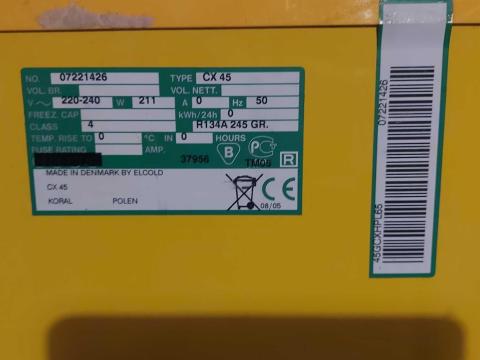 NO. 07221426 TYPE CX 45
VOL. BR. VOL. NETT.
V 220-240 W 211 A 0 Hz 50
FREEZ. CAP kWh/24h 0
CLASS 4 R134A 245 GR.
TEMP. RISE TO 0 °C IN 0 HOURS
FUSE RATING AMP.
37956 B PC TM05 R
MADE IN DENMARK BY ELCOLD
CX 45
KORAL POLEN
08/05 CE
07221426
45GCXHPL65